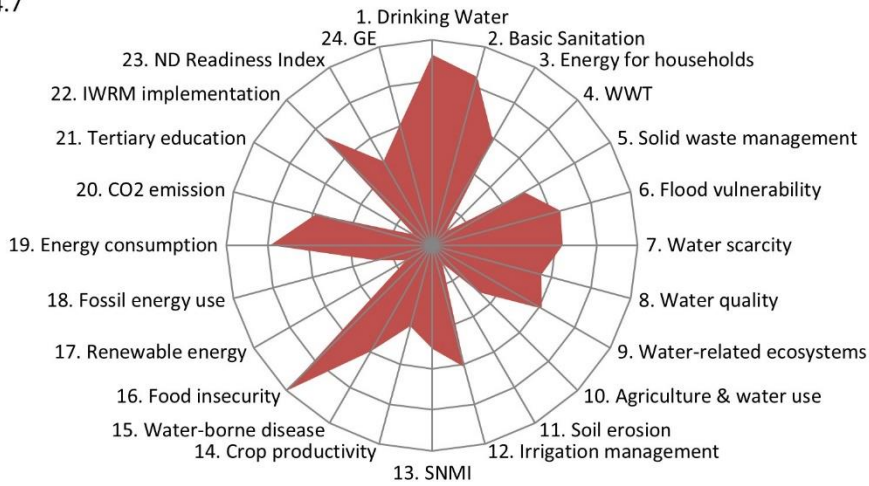 1. Drinking Water
2. Basic Sanitation
3. Energy for households
4. WWT
5. Solid waste management
6. Flood vulnerability
7. Water scarcity
8. Water quality
9. Water-related ecosystems
10. Agriculture & water use
11. Soil erosion
12. Irrigation management
13. SNMI
14. Crop productivity
15. Water-borne disease
16. Food insecurity
17. Renewable energy
18. Fossil energy use
19. Energy consumption
20. CO2 emission
21. Tertiary education
22. IWRM implementation
23. ND Readiness Index
24. GE